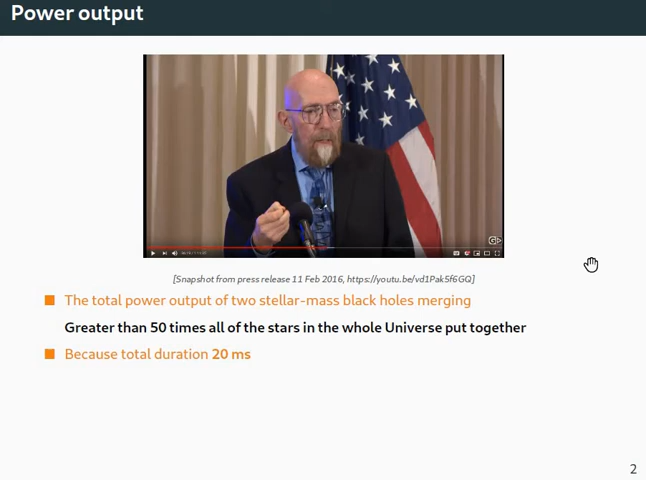 Power output
[Snapshot from press release 11 Feb 2016, https://youtu.be/vd1Pak5f6GQ]
The total power output of two stellar-mass black holes merging
Greater than 50 times all of the stars in the whole Universe put together
Because total duration 20 ms
2